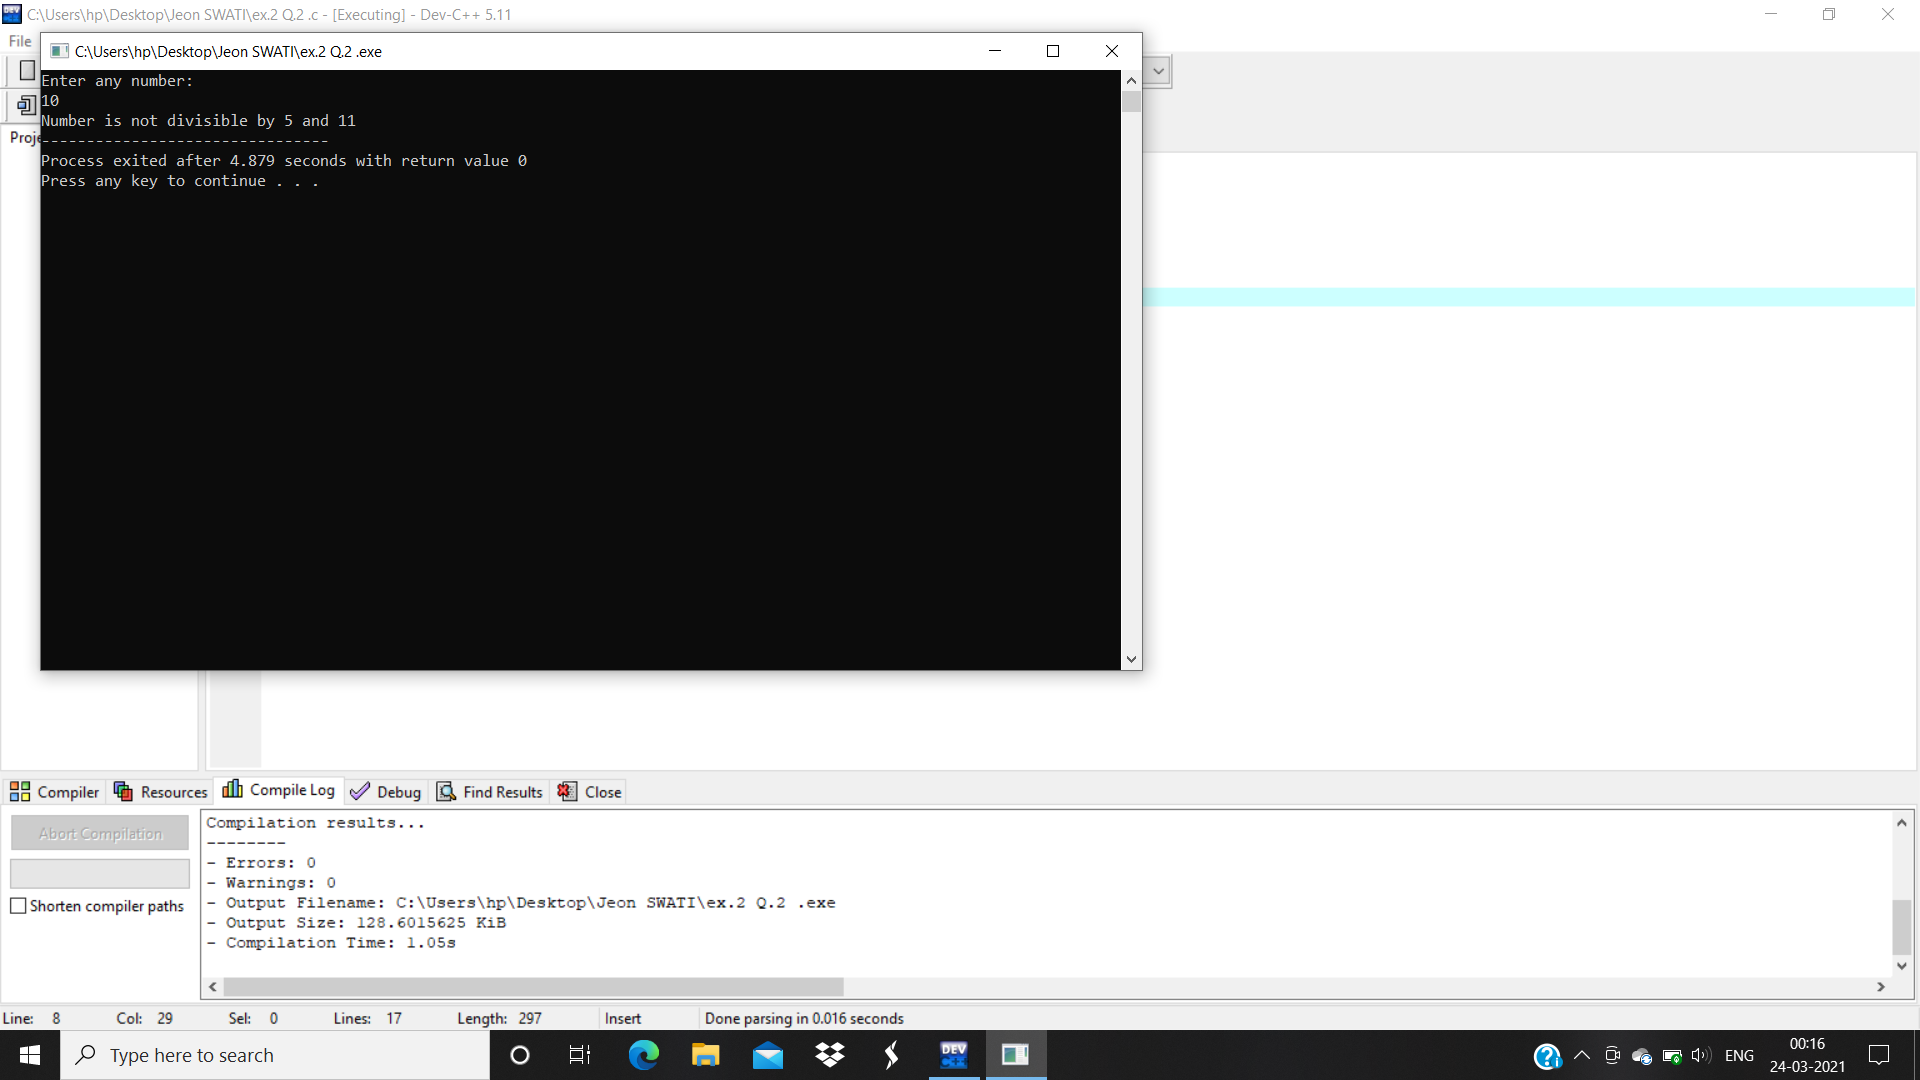 C:\Users\hp\Desktop\Jeon SWATI\ex.2 Q.2 .c - [Executing] - Dev-C++ 5.11
File
C:\Users\hp\Desktop\Jeon SWATI\ex.2 Q.2 .exe
Enter any number:
10
Number is not divisible by 5 and 11
--------------------------------
Process exited after 4.879 seconds with return value 0
Press any key to continue . . .
Proje
Compiler Resources Compile Log Debug Find Results Close
Abort Compilation
Shorten compiler paths
Compilation results...
--------
- Errors: 0
- Warnings: 0
- Output Filename: C:\Users\hp\Desktop\Jeon SWATI\ex.2 Q.2 .exe
- Output Size: 128.6015625 KiB
- Compilation Time: 1.05s
Line: 8 Col: 29 Sel: 0 Lines: 17 Length: 297 Insert Done parsing in 0.016 seconds
Type here to search
DEV C++
ENG
00:16
24-03-2021